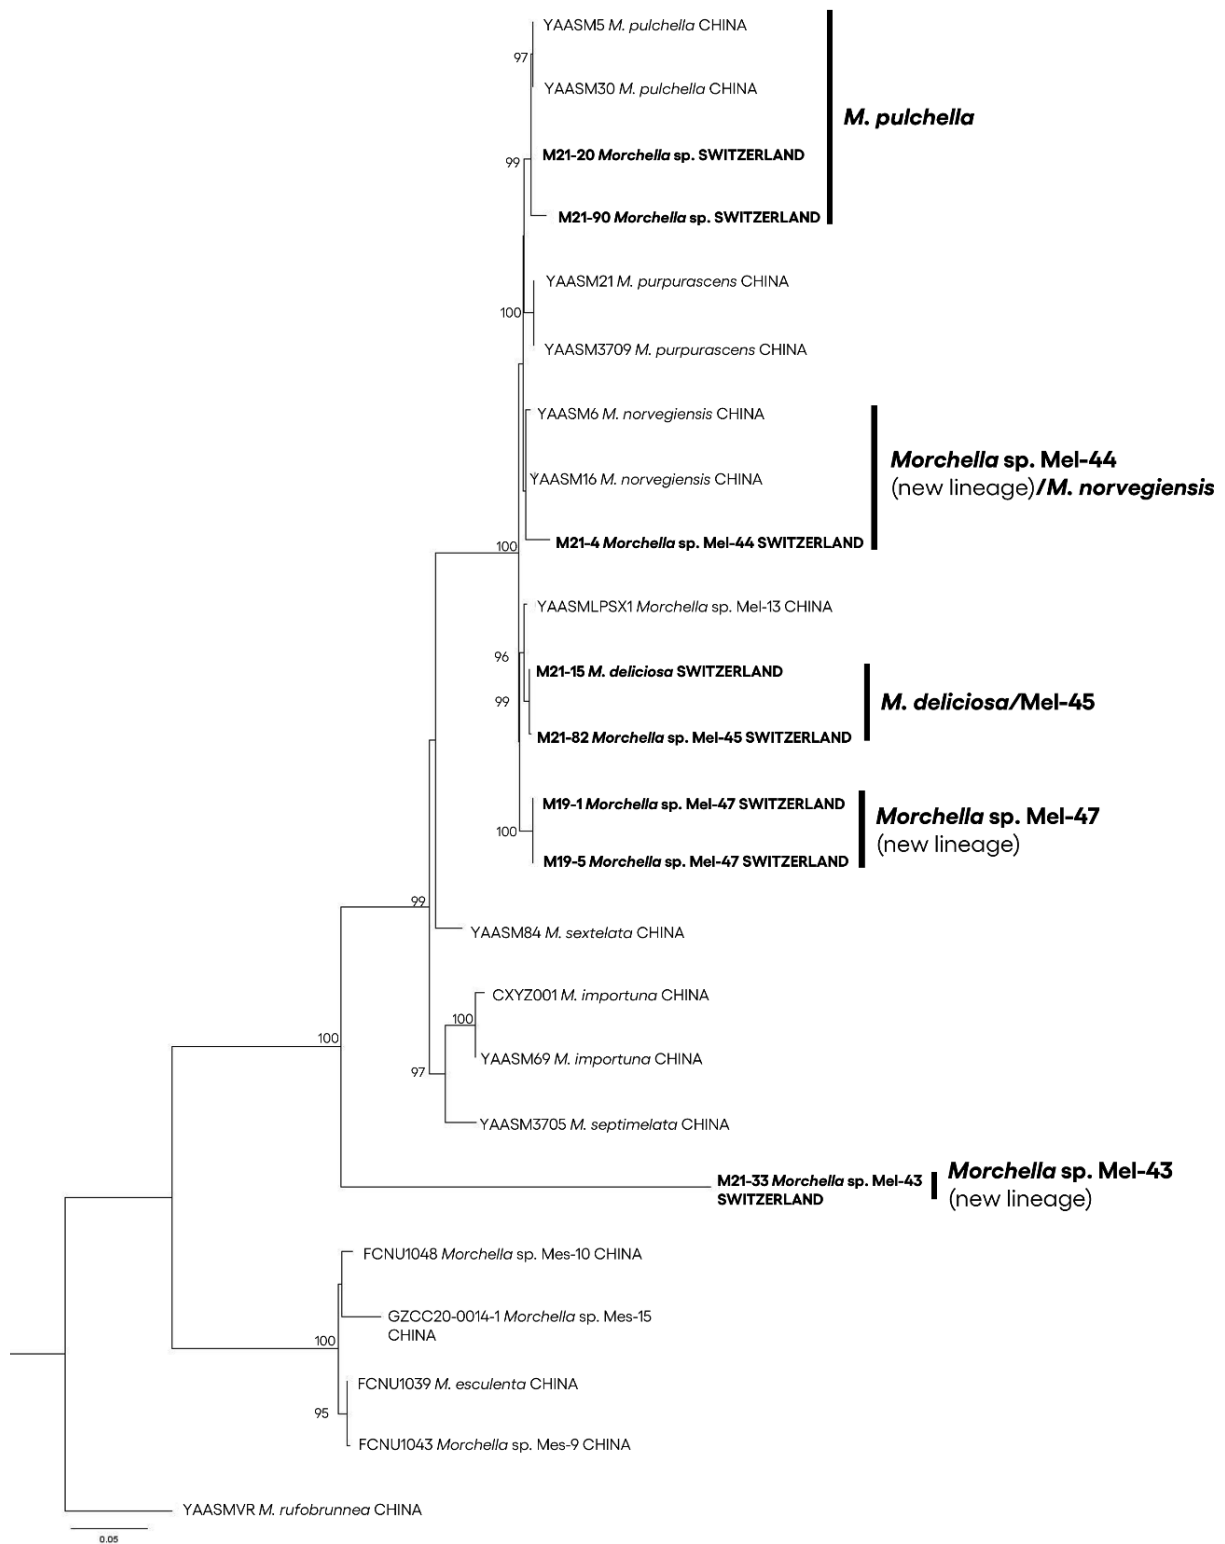 YAASM5 M. pulchella CHINA
97
YAASM30 M. pulchella CHINA
M. pulchella
M21-20 Morchella sp. SWITZERLAND
99
M21-90 Morchella sp. SWITZERLAND
YAASM21 M. purpurascens CHINA
100
YAASM3709 M. purpurascens CHINA
YAASM6 M. norvegiensis CHINA
Morchella sp. Mel-44
(new lineage)/M. norvegiensis
YAASM16 M. norvegiensis CHINA
M21-4 Morchella sp. Mel-44 SWITZERLAND
100
YAASMLPSX1 Morchella sp. Mel-13 CHINA
96
M21-15 M. deliciosa SWITZERLAND
99
M. deliciosa/Mel-45
M21-82 Morchella sp. Mel-45 SWITZERLAND
M19-1 Morchella sp. Mel-47 SWITZERLAND
Morchella sp. Mel-47
(new lineage)
100
M19-5 Morchella sp. Mel-47 SWITZERLAND
99
YAASM84 M. sextelata CHINA
CXYZ001 M. importuna CHINA
100
100
YAASM69 M. importuna CHINA
97
YAASM3705 M. septimelata CHINA
M21-33 Morchella sp. Mel-43
SWITZERLAND
Morchella sp. Mel-43
(new lineage)
FCNU1048 Morchella sp. Mes-10 CHINA
GZCC20-0014-1 Morchella sp. Mes-15
CHINA
100
FCNU1039 M. esculenta CHINA
95
FCNU1043 Morchella sp. Mes-9 CHINA
YAASMVR M. rufobrunnea CHINA
0.05